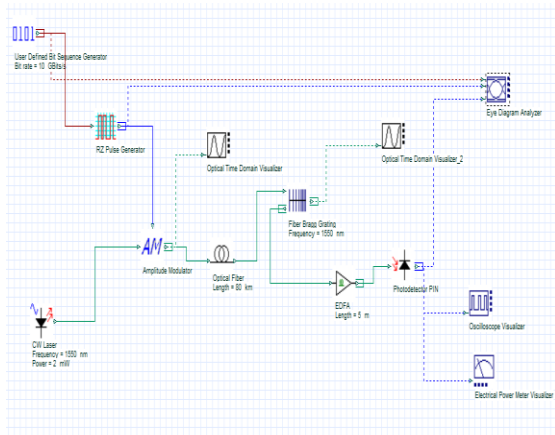 0101
User Defined Bit Sequence Generator
Bit rate = 10 GBits/s
Eye Diagram Analyzer
RZ Pulse Generator
Optical Time Domain Visualizer
Optical Time Domain Visualizer_2
Fiber Bragg Grating
Frequency = 1550 nm
AM
Amplitude Modulator
Optical Fiber
Length = 80 km
Photodetector PIN
EDFA
Length = 5 m
Oscilloscope Visualizer
CW Laser
Frequency = 1550 nm
Power = 2 mW
Electrical Power Meter Visualizer